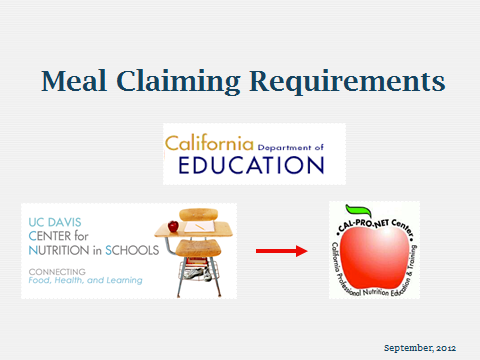 Meal Claiming Requirements
California Department of
EDUCATION
UC DAVIS
CENTER for
NUTRITION in SCHOOLS
CONNECTING
Food, Health, and Learning
• CAL-PRO-NET Center •
California Professional Nutrition Education & Training
September, 2012